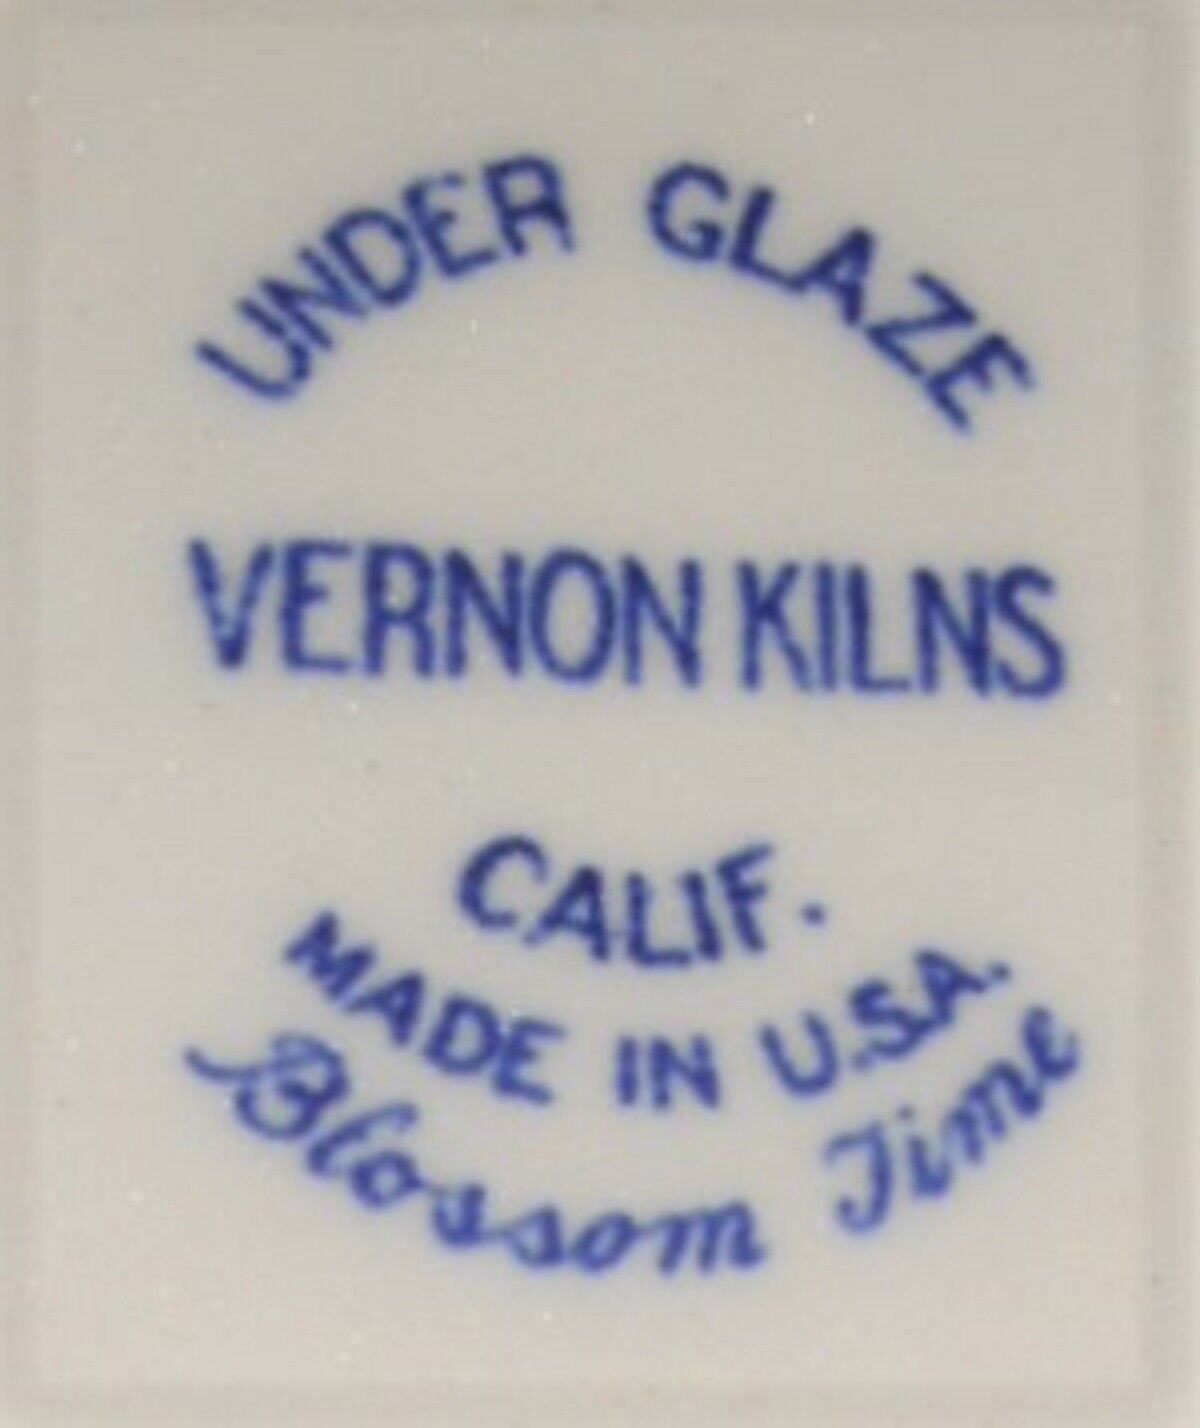 UNDER GLAZE
VERNON KILNS
CALIF.
MADE IN U.S.A.
Blossom Time